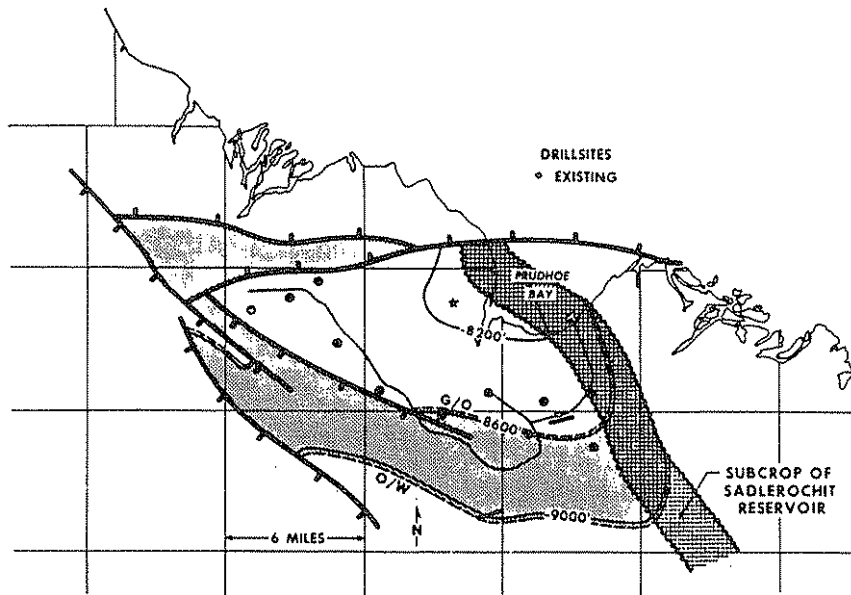 DRILLSITES
EXISTING
PRUDHOE
BAY
8200'
G/O
8600'
SUBCROP OF
SADLEROCHIT
RESERVOIR
O/W
9000'
N
6 MILES